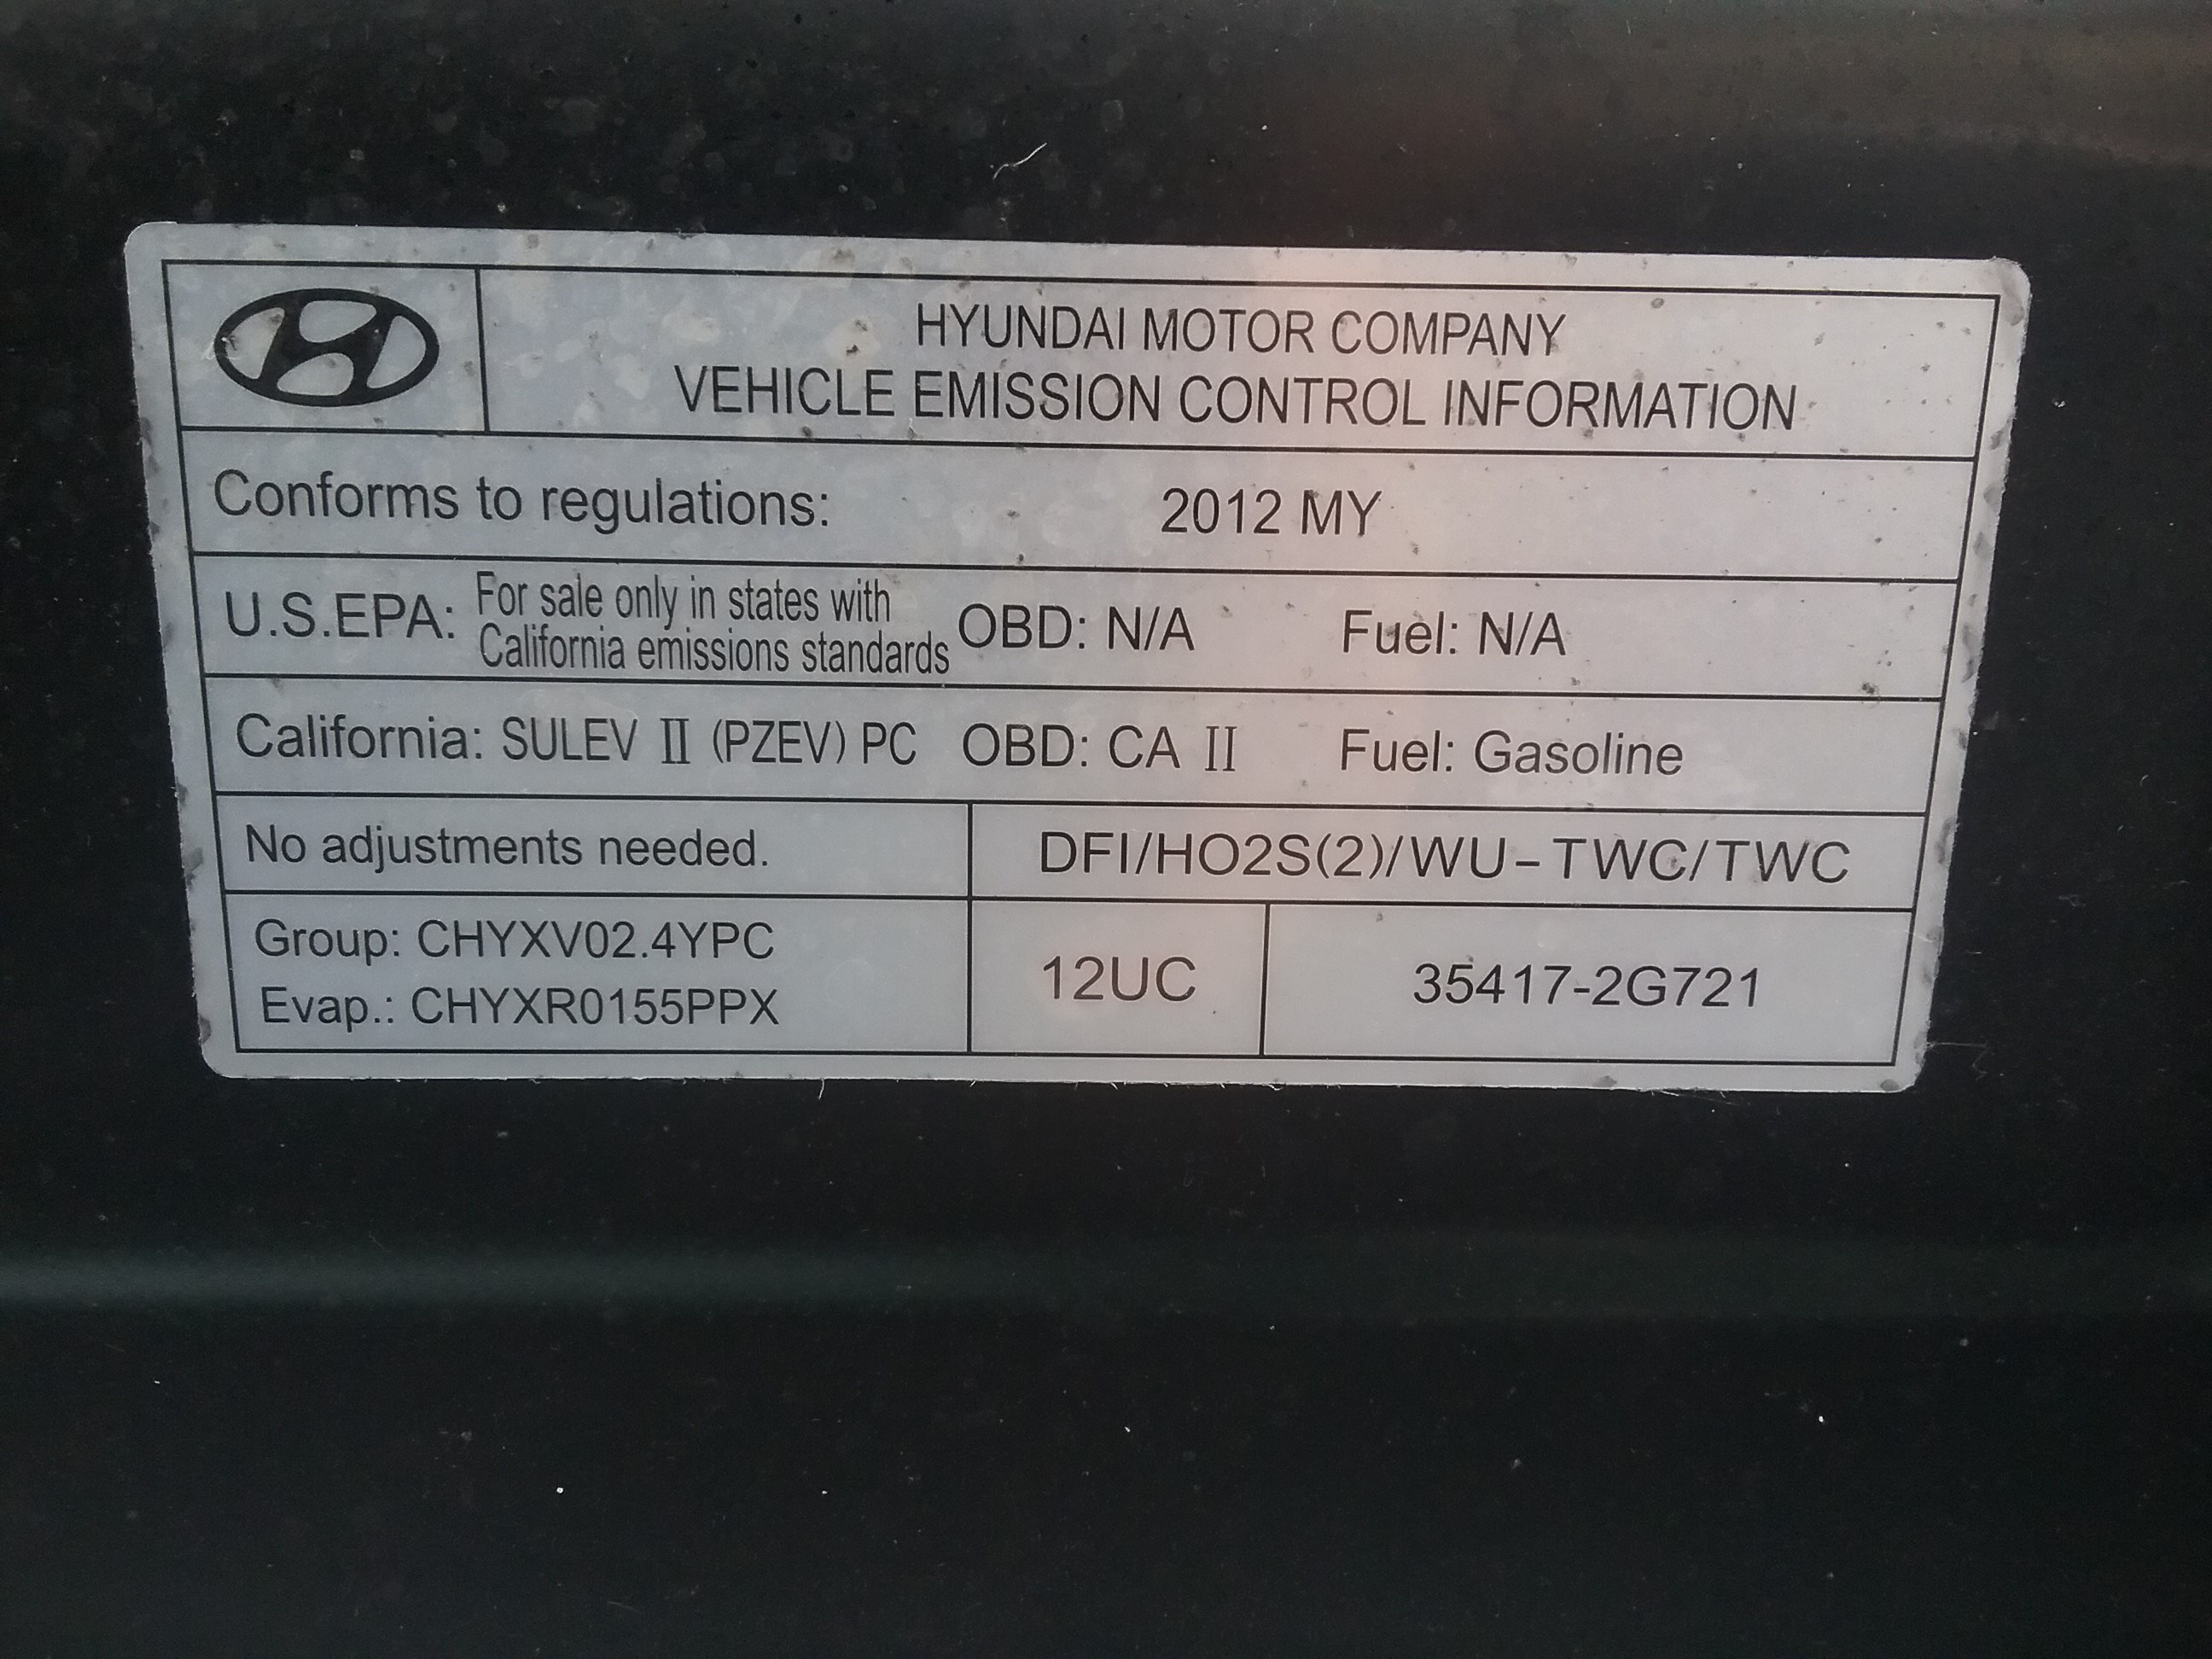 HYUNDAI MOTOR COMPANY
VEHICLE EMISSION CONTROL INFORMATION
Conforms to regulations: 2012 MY
U.S.EPA: For sale only in states with California emissions standards OBD: N/A Fuel: N/A
California: SULEV II (PZEV) PC OBD: CA II Fuel: Gasoline
No adjustments needed. DFI/HO2S(2)/WU-TWC/TWC
Group: CHYXV02.4YPC
Evap.: CHYXR0155PPX
12UC
35417-2G721